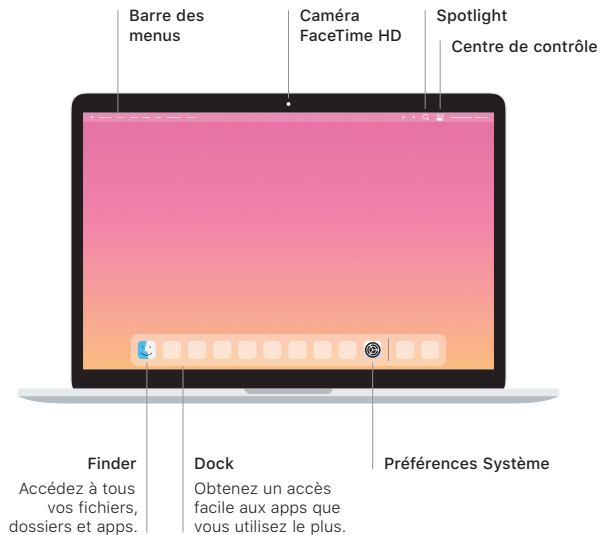 Barre des
menus
Caméra
FaceTime HD
Spotlight
Centre de contrôle
Finder
Accédez à tous
vos fichiers,
dossiers et apps.
Dock
Obtenez un accès
facile aux apps que
vous utilisez le plus.
Préférences Système